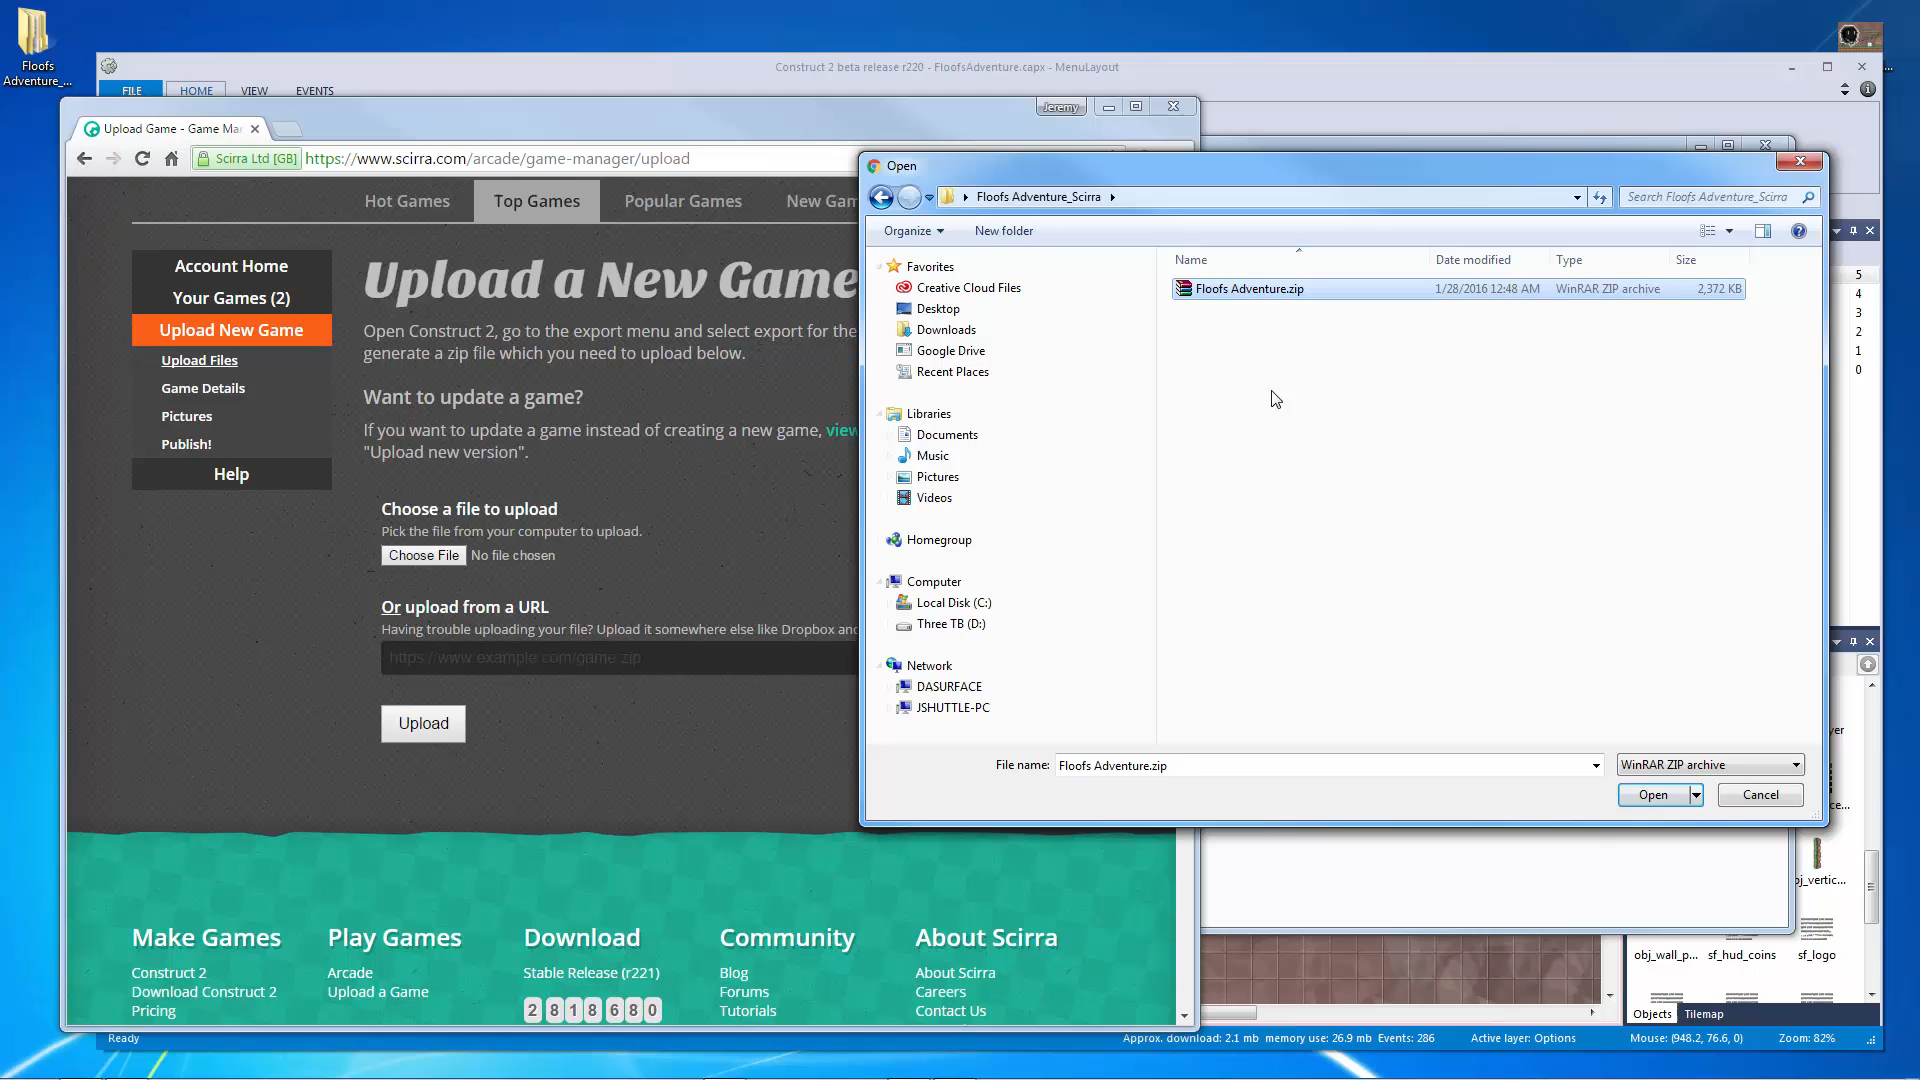 Floofs
Adventure_...
Construct 2 beta release r220 - FloofsAdventure.capx - MenuLayout
FILE HOME VIEW EVENTS
Jeremy
Upload Game - Game Mar
Scirra Ltd [GB] https://www.scirra.com/arcade/game-manager/upload
Hot Games Top Games Popular Games New Gam
Account Home
Your Games (2)
Upload New Game
Upload Files
Game Details
Pictures
Publish!
Help
Upload a New Game
Open Construct 2, go to the export menu and select export for the
generate a zip file which you need to upload below.
Want to update a game?
If you want to update a game instead of creating a new game, view
"Upload new version".
Choose a file to upload
Pick the file from your computer to upload.
Choose File No file chosen
Or upload from a URL
Having trouble uploading your file? Upload it somewhere else like Dropbox and
https://www.example.com/game.zip
Upload
Make Games
Construct 2
Download Construct 2
Pricing
Play Games
Arcade
Upload a Game
Download
Stable Release (r221)
2 8 1 8 6 8 0
Community
Blog
Forums
Tutorials
About Scirra
About Scirra
Careers
Contact Us
Open
Floofs Adventure_Scirra
Search Floofs Adventure_Scirra
Organize New folder
Favorites
Creative Cloud Files
Desktop
Downloads
Google Drive
Recent Places
Libraries
Documents
Music
Pictures
Videos
Homegroup
Computer
Local Disk (C:)
Three TB (D:)
Network
DASURFACE
JSHUTTLE-PC
Name Date modified Type Size
Floofs Adventure.zip 1/28/2016 12:48 AM WinRAR ZIP archive 2,372 KB
File name: Floofs Adventure.zip WinRAR ZIP archive
Open Cancel
5
4
3
2
1
0
yer
ce...
bj_vertic...
obj_wall_p... sf_hud_coins sf_logo
Objects Tilemap
Ready Approx. download: 2.1 mb memory use: 26.9 mb Events: 286 Active layer: Options Mouse: (948.2, 76.6, 0) Zoom: 82%